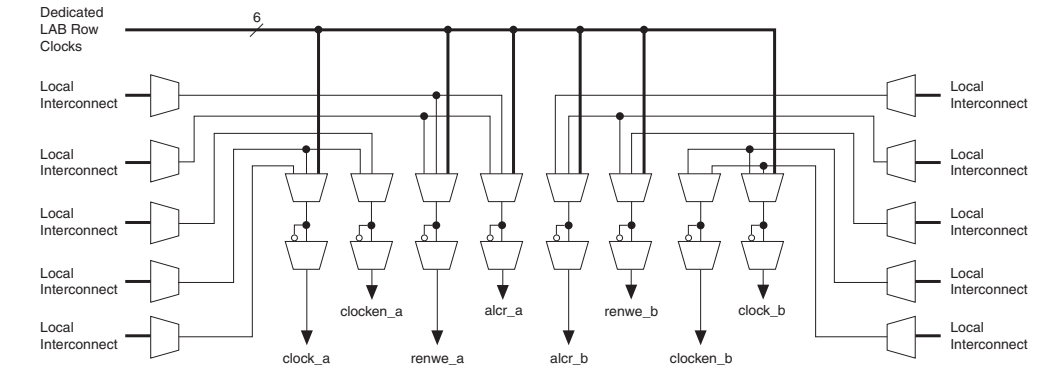 Dedicated
LAB Row
Clocks
6
Local
Interconnect
Local
Interconnect
Local
Interconnect
Local
Interconnect
Local
Interconnect
Local
Interconnect
Local
Interconnect
Local
Interconnect
Local
Interconnect
Local
Interconnect
clocken_a
alcr_a
renwe_b
clock_b
clock_a
renwe_a
alcr_b
clocken_b